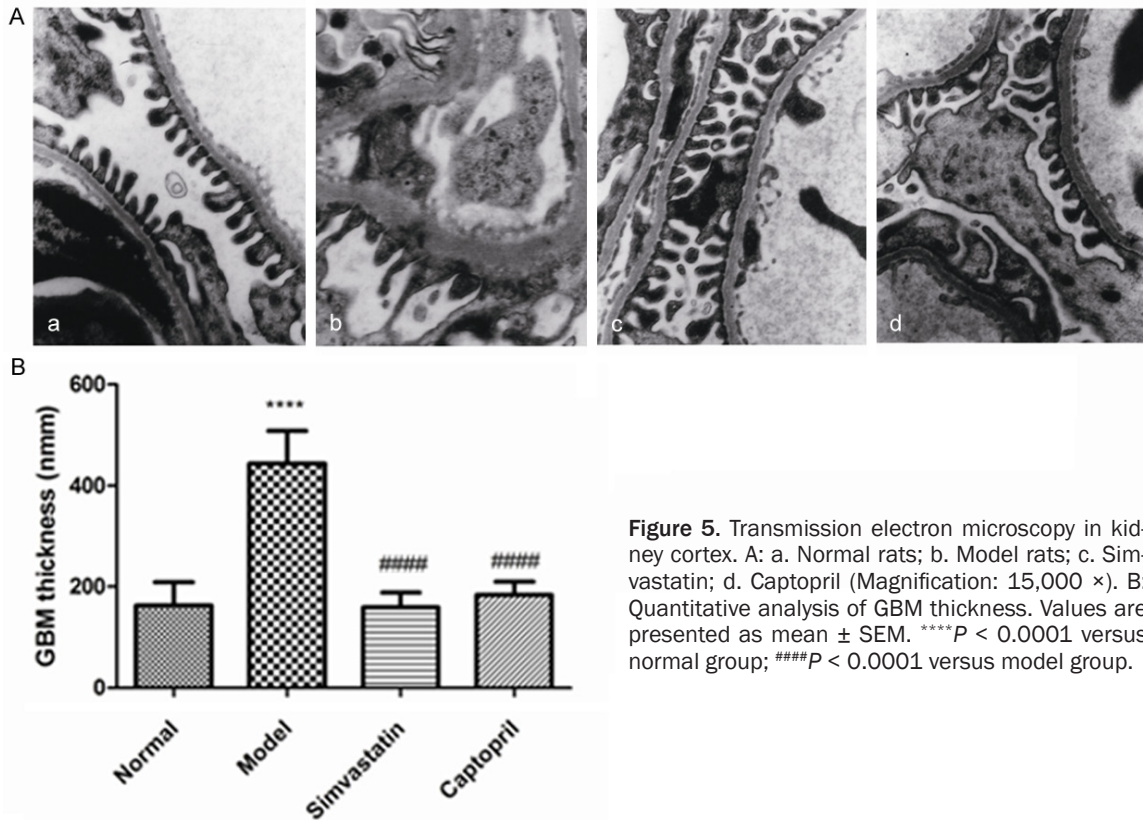 A
a
b
c
d
B
GBM thickness (nmm)
600
400
200
0
****
####
####
Normal
Model
Simvastatin
Captopril
Figure 5. Transmission electron microscopy in kid-
ney cortex. A: a. Normal rats; b. Model rats; c. Sim-
vastatin; d. Captopril (Magnification: 15,000 ×). B:
Quantitative analysis of GBM thickness. Values are
presented as mean ± SEM. ****P < 0.0001 versus
normal group; ####P < 0.0001 versus model group.